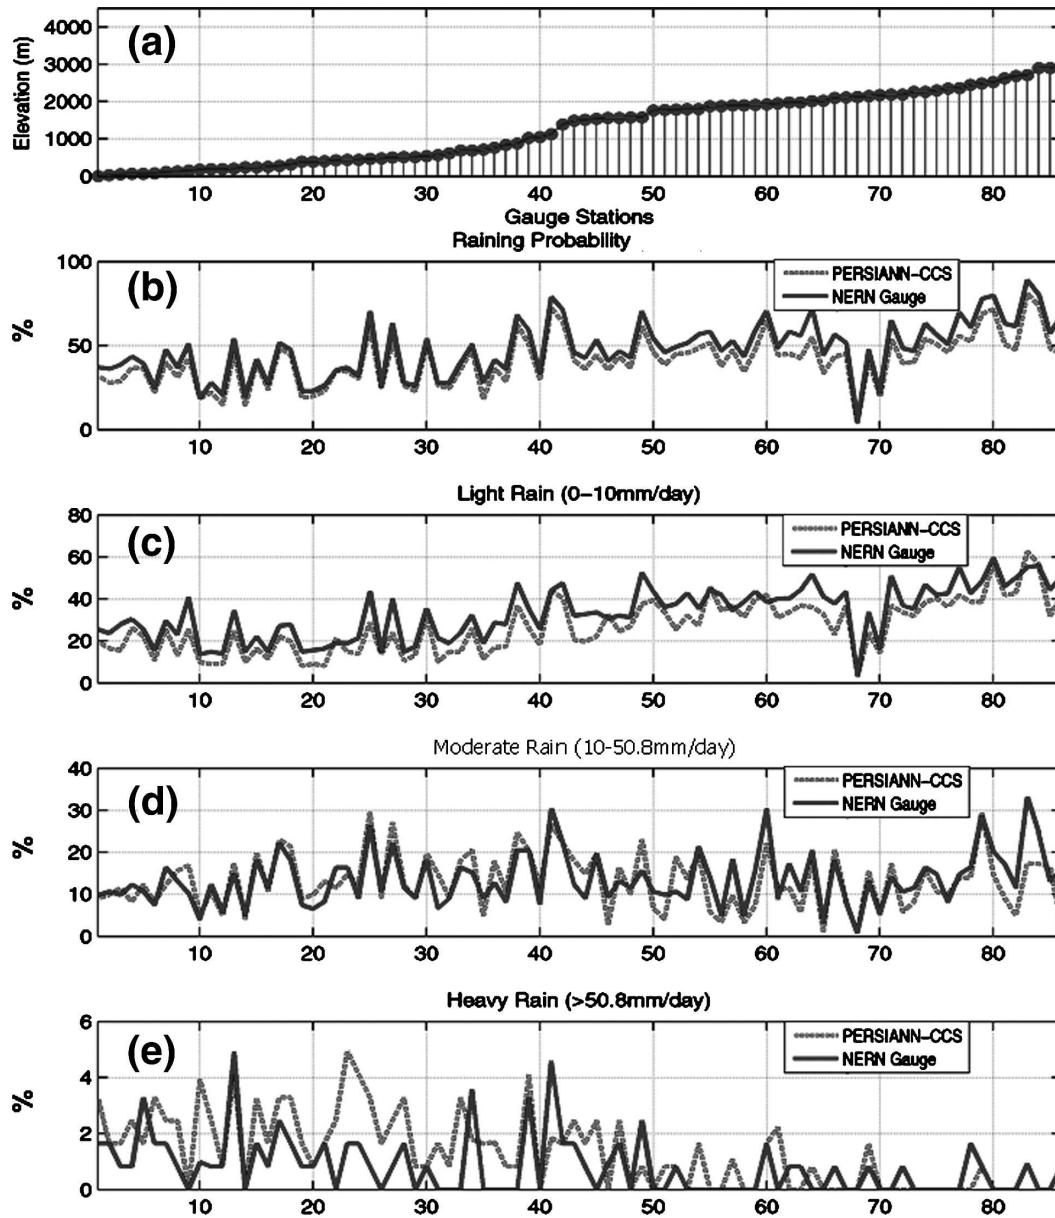 (a)
Elevation (m)
4000
3000
2000
1000
0
10 20 30 40 50 60 70 80
Gauge Stations
Raining Probability
(b)
%
100
50
0
PERSIANN-CCS
NERN Gauge
10 20 30 40 50 60 70 80
Light Rain (0-10mm/day)
(c)
%
80
60
40
20
0
PERSIANN-CCS
NERN Gauge
10 20 30 40 50 60 70 80
Moderate Rain (10-50.8mm/day)
(d)
%
40
30
20
10
0
PERSIANN-CCS
NERN Gauge
10 20 30 40 50 60 70 80
Heavy Rain (>50.8mm/day)
(e)
%
6
4
2
0
PERSIANN-CCS
NERN Gauge
10 20 30 40 50 60 70 80